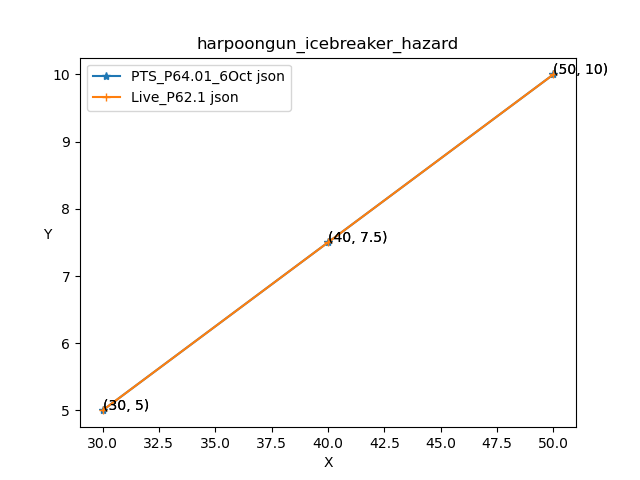 harpoongun_icebreaker_hazard
PTS_P64.01_6Oct json
Live_P62.1 json
(50, 10)
(40, 7.5)
(30, 5)
10
9
8
7
6
5
Y
30.0 32.5 35.0 37.5 40.0 42.5 45.0 47.5 50.0
X